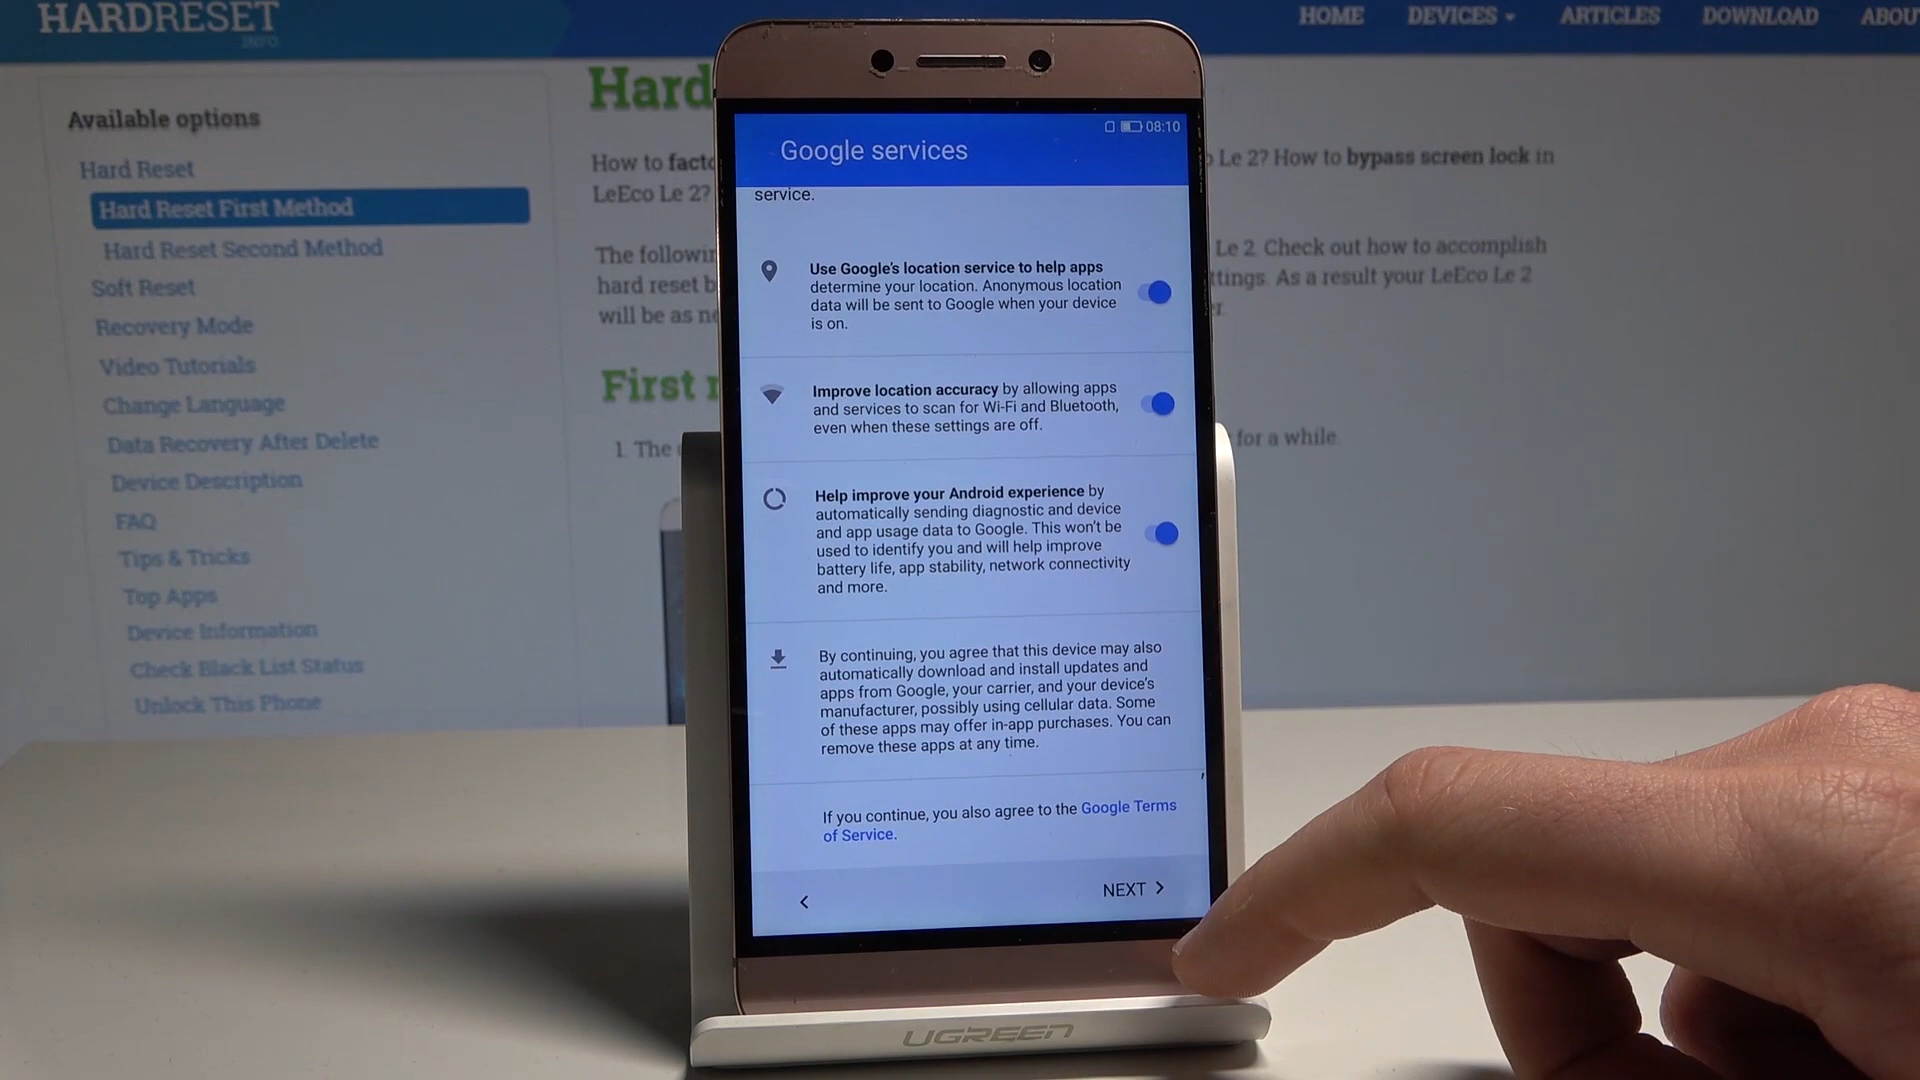 HARDRESET
.INFO
HOME DEVICES ARTICLES DOWNLOAD ABOU
Available options
Hard Reset
Hard Reset First Method
Hard Reset Second Method
Soft Reset
Recovery Mode
Video Tutorials
Change Language
Data Recovery After Delete
Device Description
FAQ
Tips & Tricks
Top Apps
Device Information
Check Black List Status
Unlock This Phone
Hard
How to facto
Le 2? How to bypass screen lock in
LeEco Le 2?
The followin
Le 2. Check out how to accomplish
hard reset b
ttings. As a result your LeEco Le 2
will be as ne
r.
First
1. The
for a while.
08:10
Google services
service.
Use Google's location service to help apps
determine your location. Anonymous location
data will be sent to Google when your device
is on.
Improve location accuracy by allowing apps
and services to scan for Wi-Fi and Bluetooth,
even when these settings are off.
Help improve your Android experience by
automatically sending diagnostic and device
and app usage data to Google. This won't be
used to identify you and will help improve
battery life, app stability, network connectivity
and more.
By continuing, you agree that this device may also
automatically download and install updates and
apps from Google, your carrier, and your device's
manufacturer, possibly using cellular data. Some
of these apps may offer in-app purchases. You can
remove these apps at any time.
If you continue, you also agree to the Google Terms
of Service.
< NEXT >
UGREEN